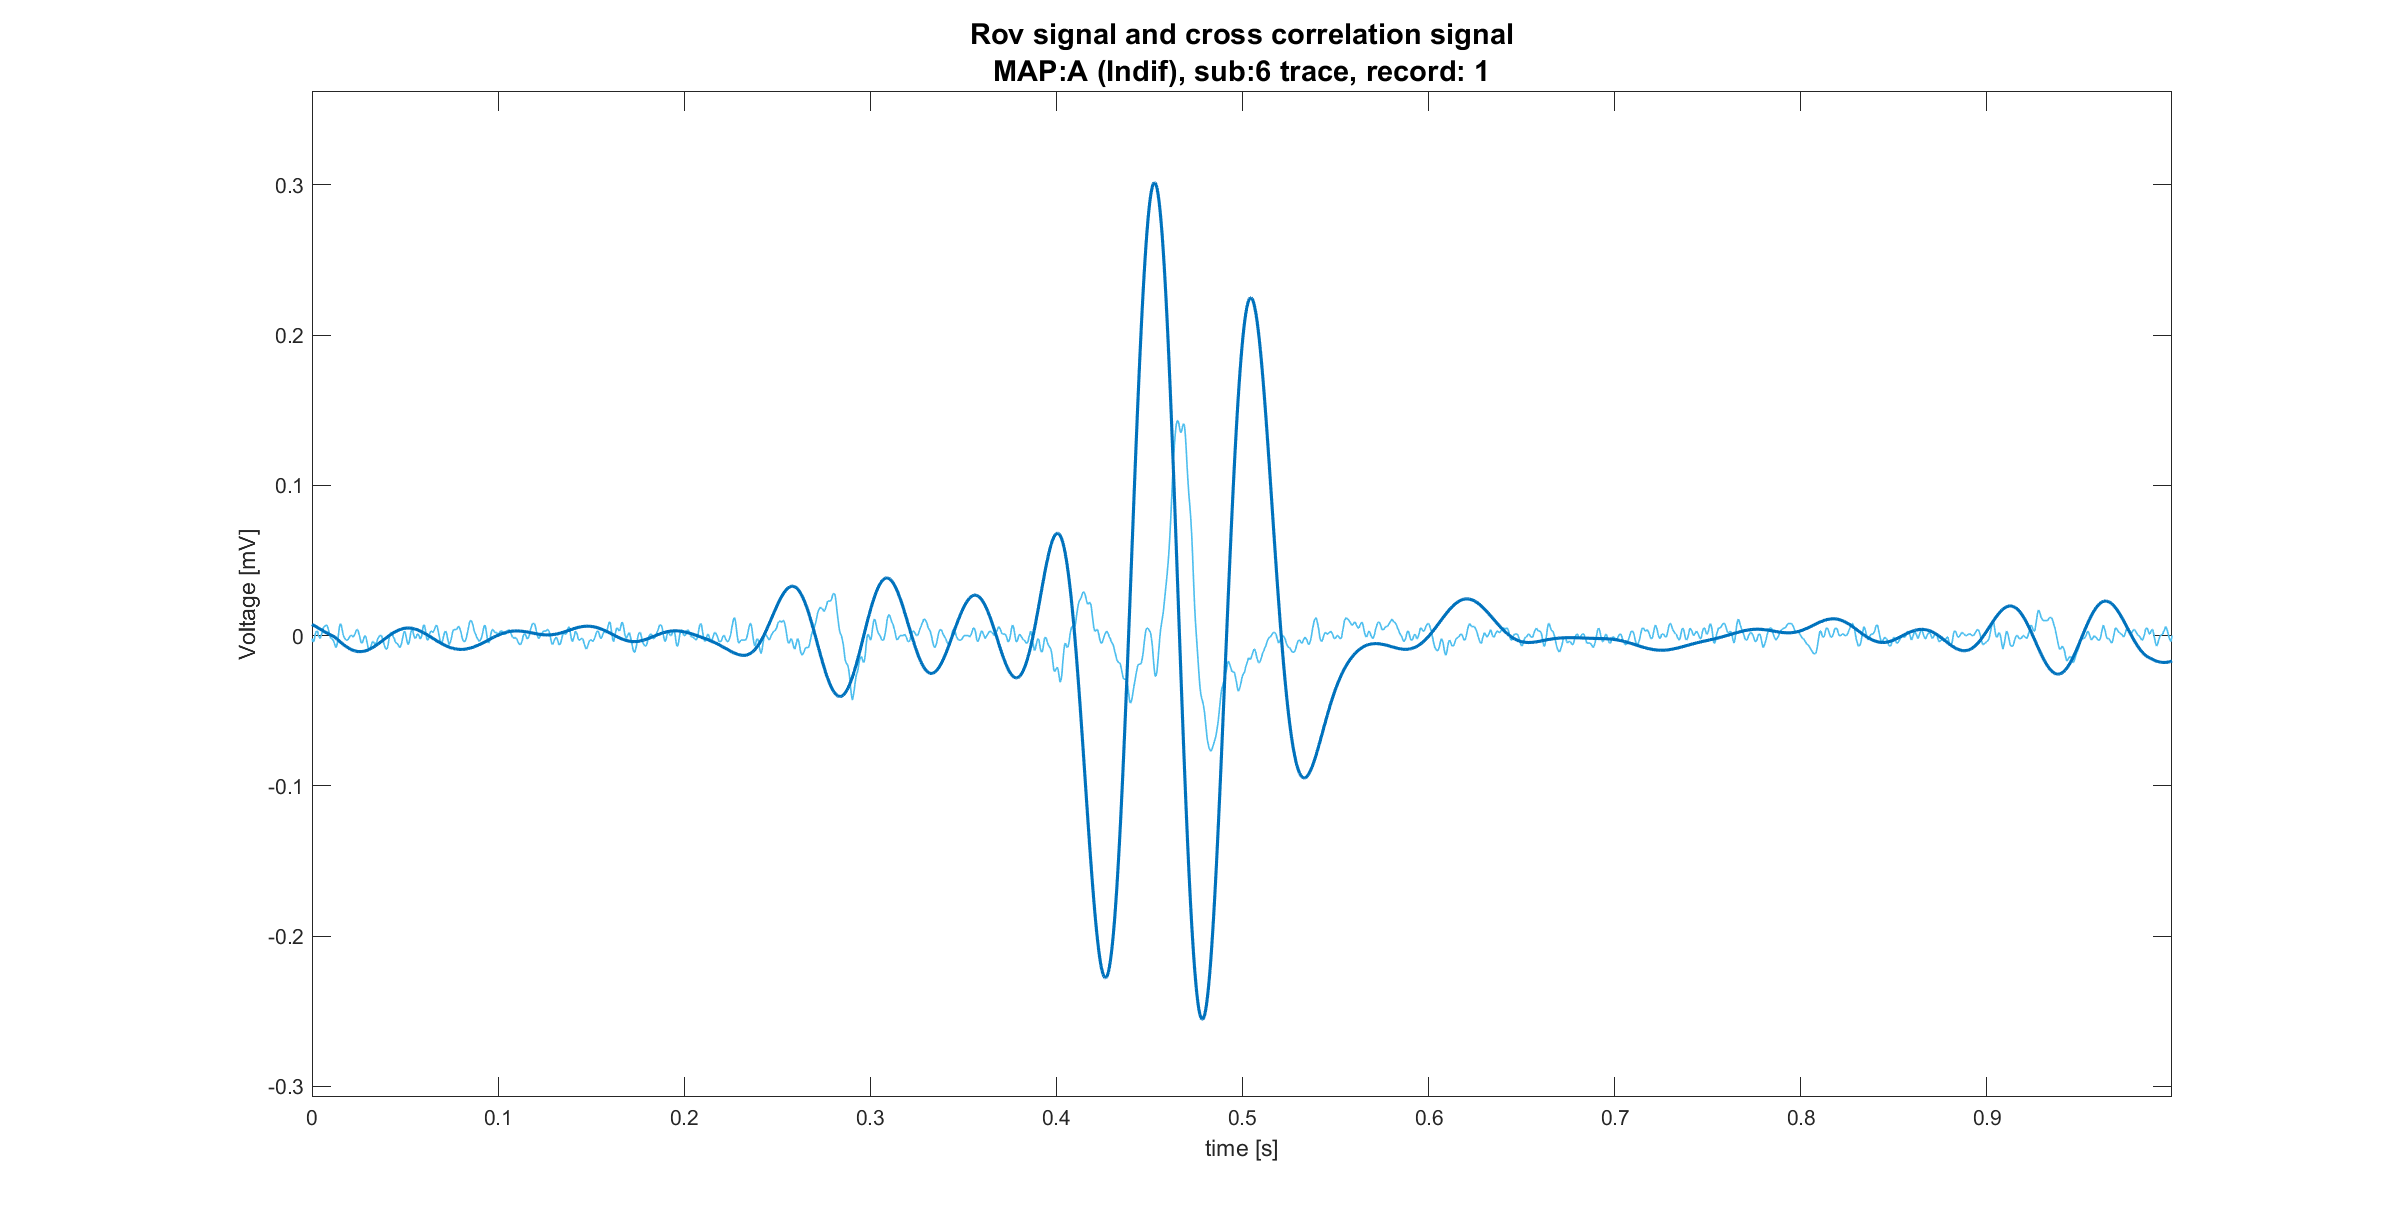 Rov signal and cross correlation signal
MAP:A (Indif), sub:6 trace, record: 1
Voltage [mV]
0.3
0.2
0.1
0
-0.1
-0.2
-0.3
0 0.1 0.2 0.3 0.4 0.5 0.6 0.7 0.8 0.9
time [s]